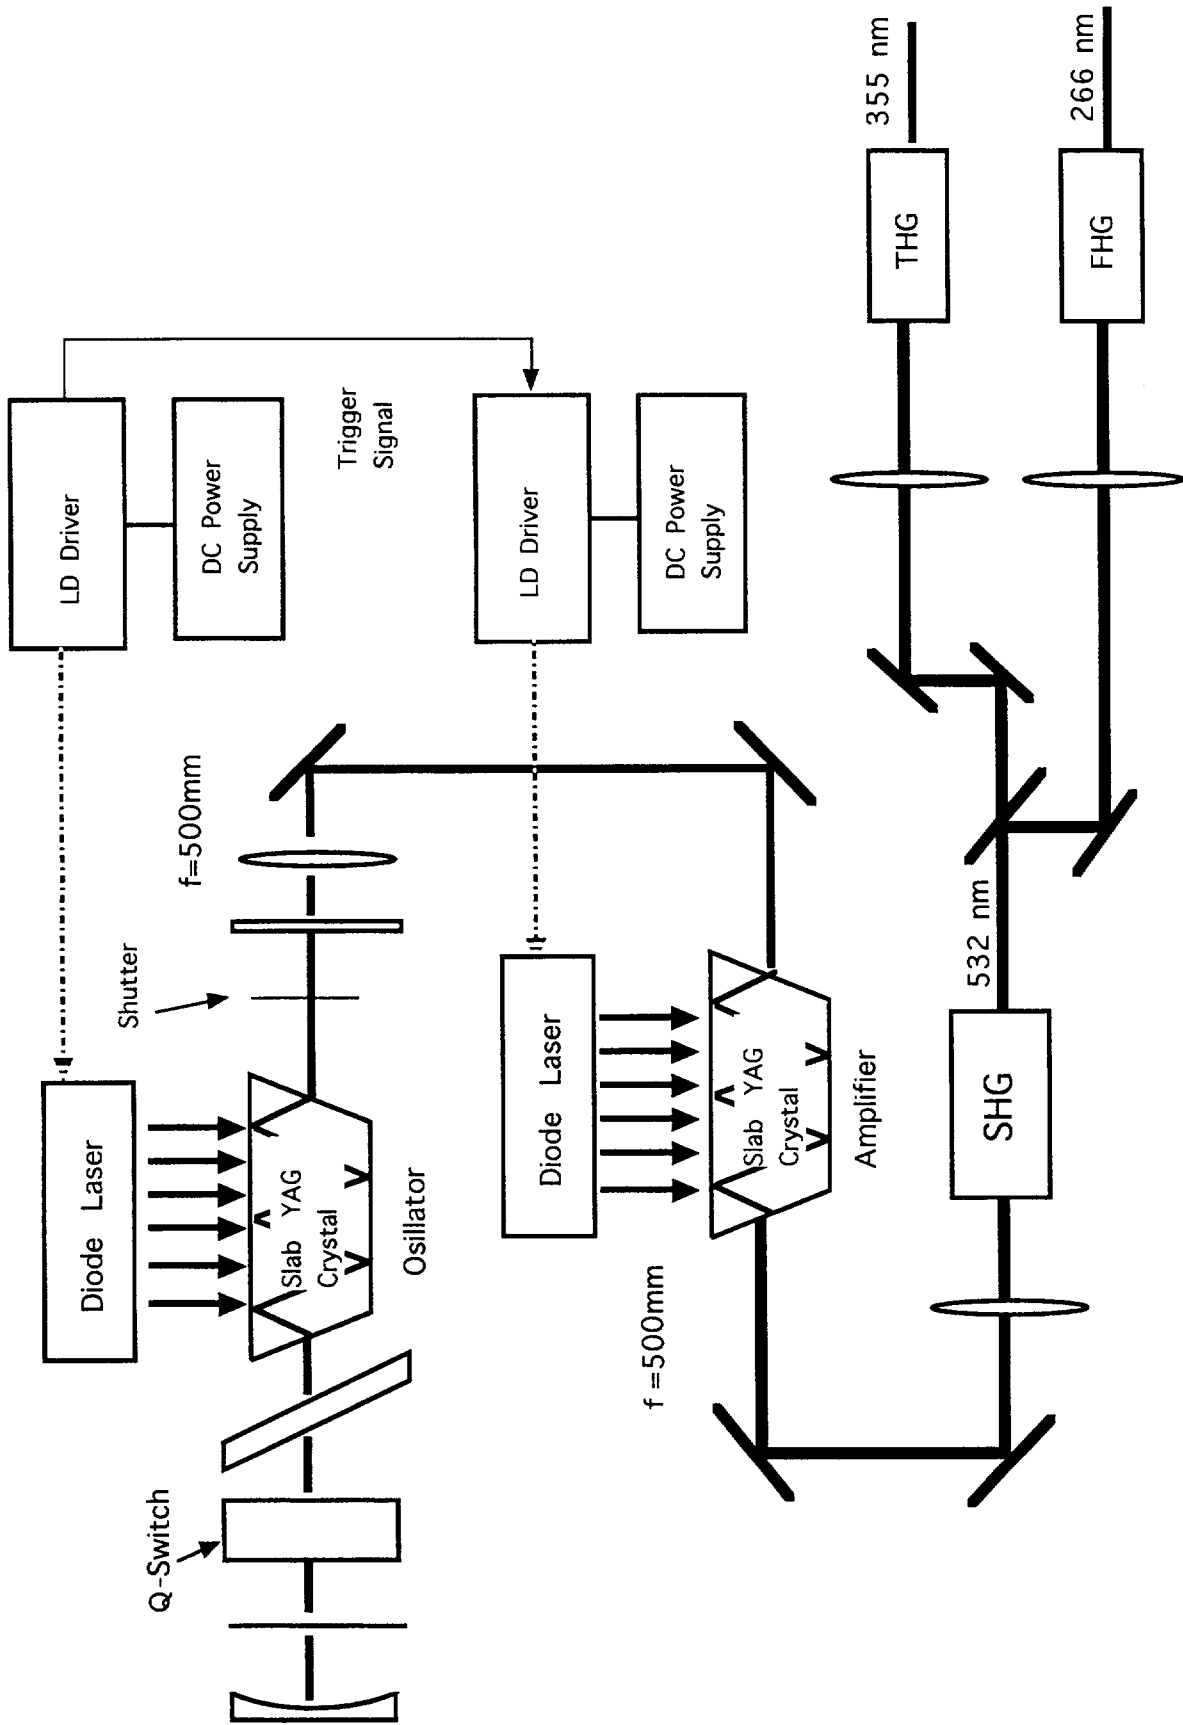 LD Driver
DC Power
Supply
Trigger
Signal
Diode Laser
Shutter
f=500mm
Q-Switch
Slab YAG
Crystal
Osillator
LD Driver
DC Power
Supply
Diode Laser
Slab YAG
Crystal
Amplifier
f =500mm
SHG
532 nm
THG
355 nm
FHG
266 nm